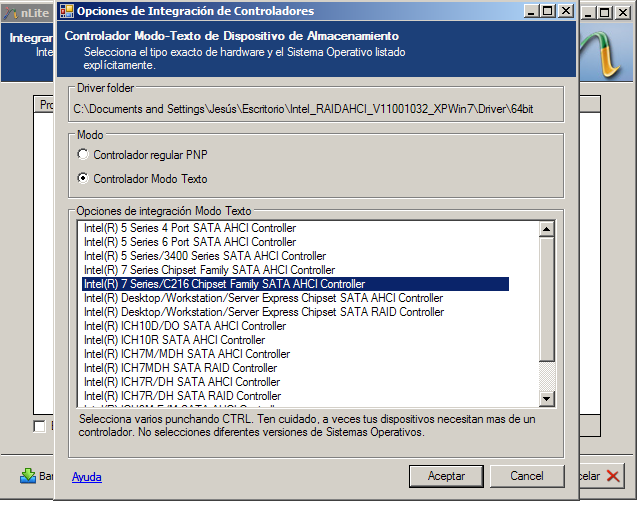 nLite
Opciones de Integración de Controladores
Integrar
Inte
Controlador Modo-Texto de Dispositivo de Almacenamiento
Selecciona el tipo exacto de hardware y el Sistema Operativo listado
explícitamente.
Driver folder
C:\Documents and Settings\Jesús\Escritorio\Intel_RAIDAHCI_V11001032_XPWin7\Driver\64bit
Modo
Controlador regular PNP
Controlador Modo Texto
Opciones de integración Modo Texto
Intel(R) 5 Series 4 Port SATA AHCI Controller
Intel(R) 5 Series 6 Port SATA AHCI Controller
Intel(R) 5 Series/3400 Series SATA AHCI Controller
Intel(R) 7 Series Chipset Family SATA AHCI Controller
Intel(R) 7 Series/C216 Chipset Family SATA AHCI Controller
Intel(R) Desktop/Workstation/Server Express Chipset SATA AHCI Controller
Intel(R) Desktop/Workstation/Server Express Chipset SATA RAID Controller
Intel(R) ICH10D/DO SATA AHCI Controller
Intel(R) ICH10R SATA AHCI Controller
Intel(R) ICH7M/MDH SATA AHCI Controller
Intel(R) ICH7MDH SATA RAID Controller
Intel(R) ICH7R/DH SATA AHCI Controller
Intel(R) ICH7R/DH SATA RAID Controller
Selecciona varios punchando CTRL. Ten cuidado, a veces tus dispositivos necesitan mas de un
controlador. No selecciones diferentes versiones de Sistemas Operativos.
Ayuda
Aceptar
Cancel
elar